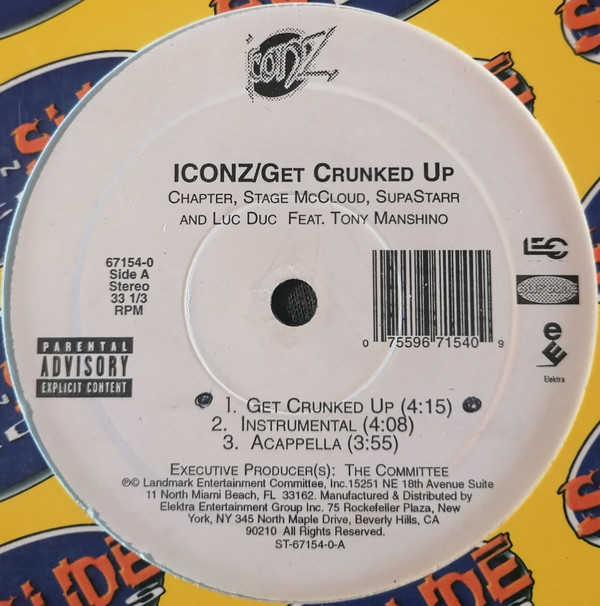 iconz
ICONZ/GET CRUNKED UP
CHAPTER, STAGE MCCLOUD, SUPASTARR
AND LUC DUC FEAT. TONY MANSHINO
67154-0
Side A
Stereo
33 1/3
RPM
0 75596 71540 9
Elektra
PARENTAL
ADVISORY
EXPLICIT CONTENT
1. GET CRUNKED UP (4:15)
2. INSTRUMENTAL (4:08)
3. ACAPPELLA (3:55)
EXECUTIVE PRODUCER(S): THE COMMITTEE
℗© Landmark Entertainment Committee, Inc.15251 NE 18th Avenue Suite
11 North Miami Beach, FL 33162. Manufactured & Distributed by
Elektra Entertainment Group Inc. 75 Rockefeller Plaza, New
York, NY 345 North Maple Drive, Beverly Hills, CA
90210 All Rights Reserved.
ST-67154-0-A
SLIDE